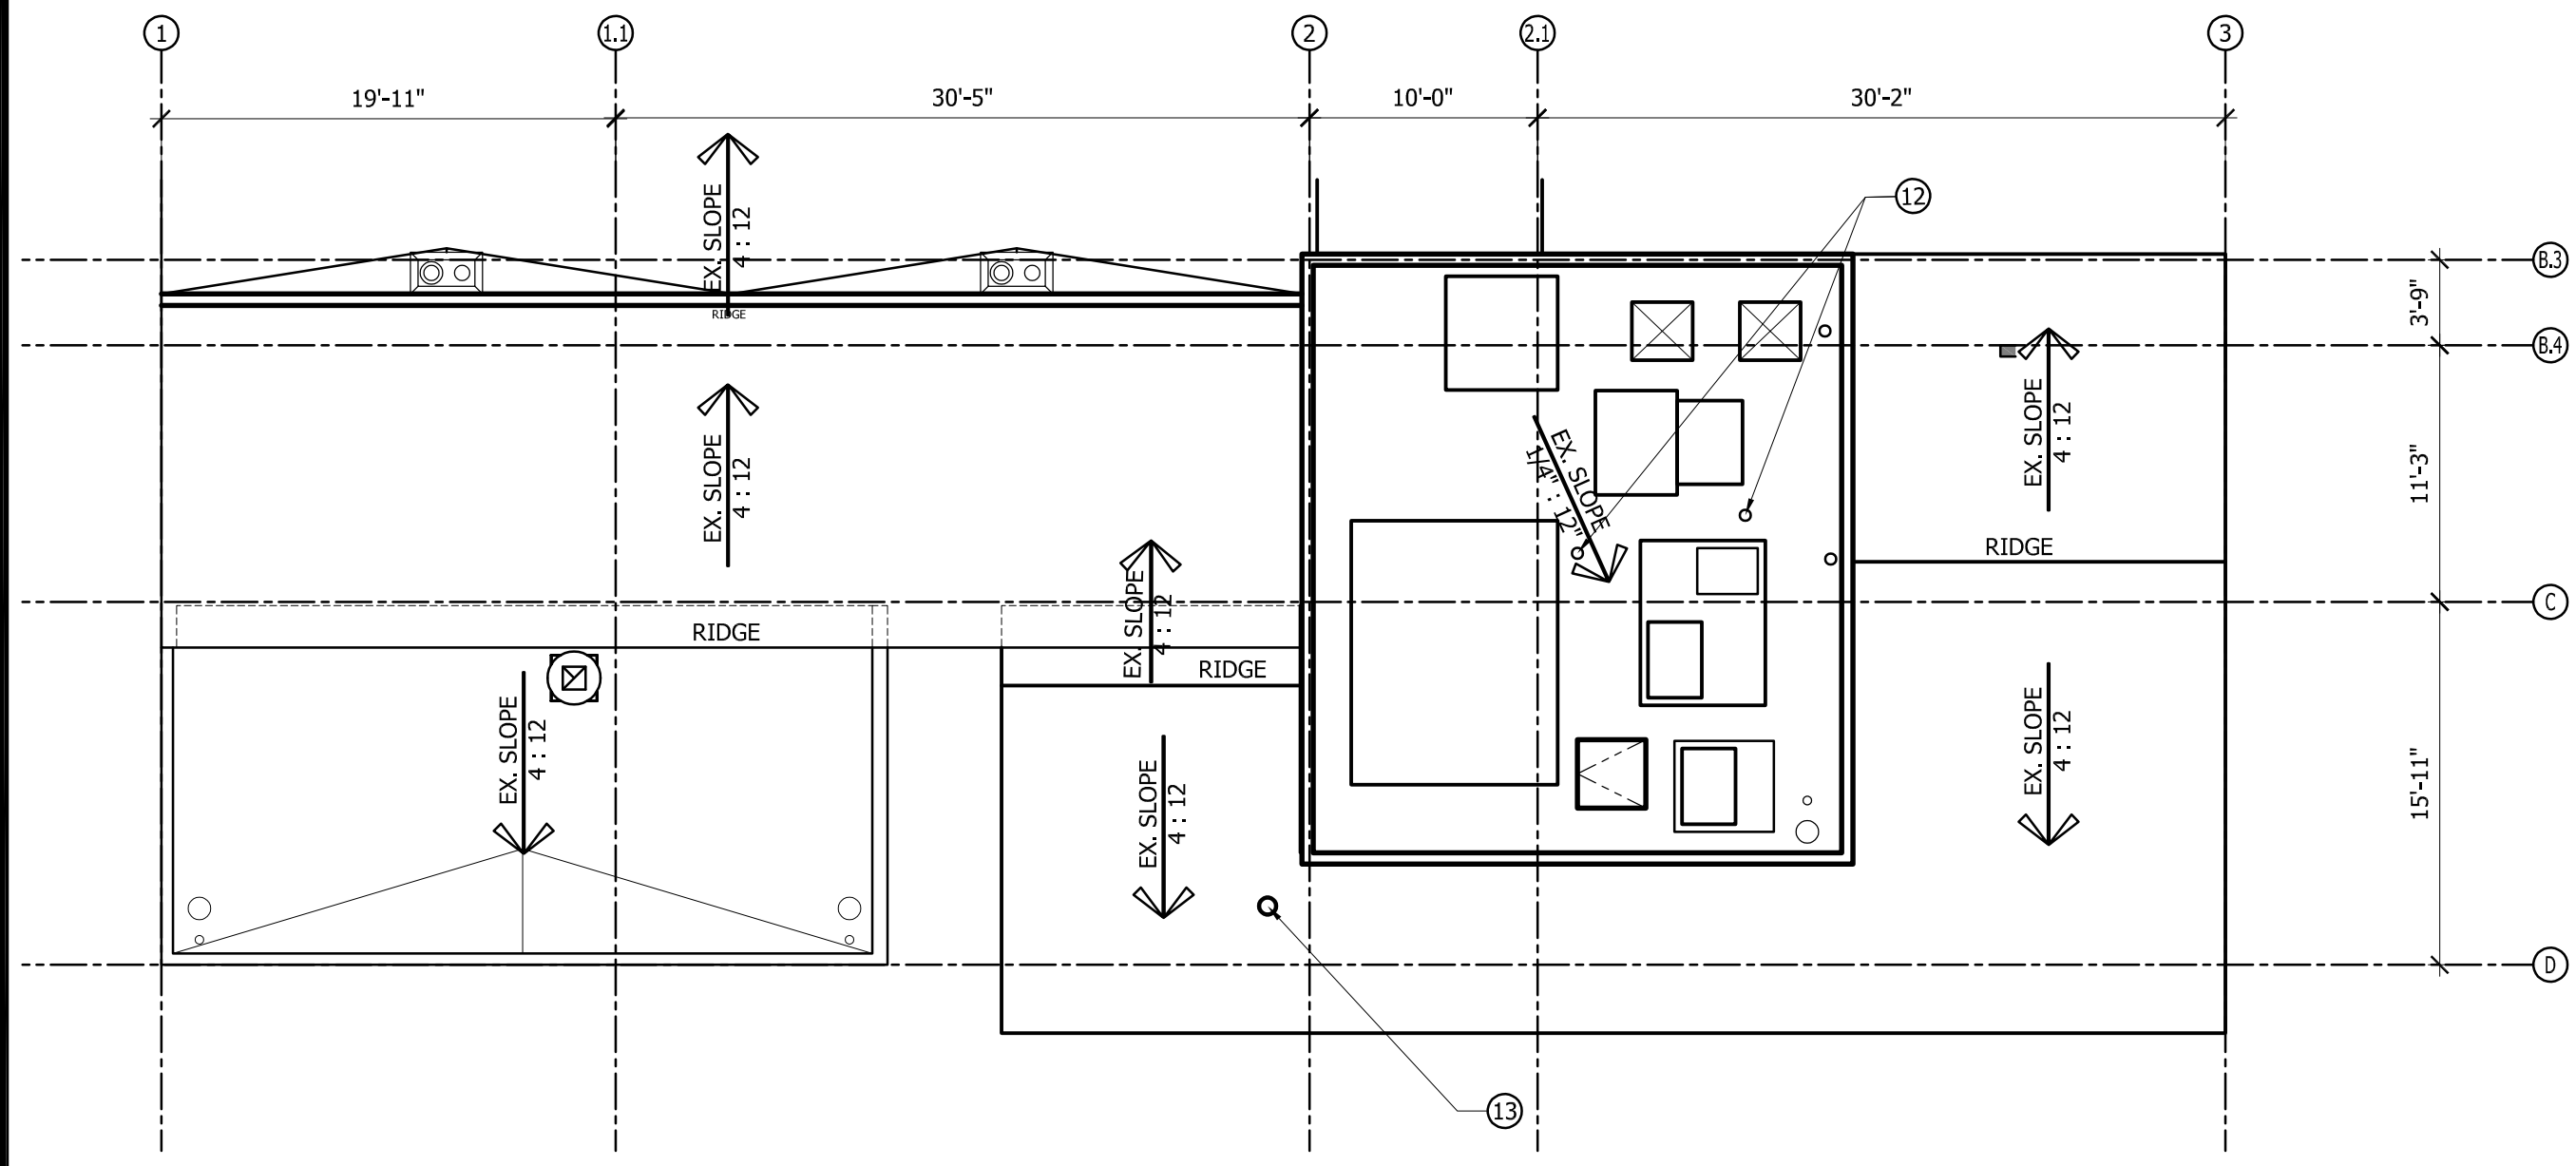 1
1.1
2
2.1
3
19'-11"
30'-5"
10'-0"
30'-2"
12
EX. SLOPE
4 : 12
B.3
RIDGE
3'-9"
B.4
EX. SLOPE
4 : 12
EX. SLOPE
1/4" : 12"
EX. SLOPE
4 : 12
11'-3"
RIDGE
C
EX. SLOPE
4 : 12
RIDGE
RIDGE
EX. SLOPE
4 : 12
EX. SLOPE
4 : 12
EX. SLOPE
4 : 12
15'-11"
D
13